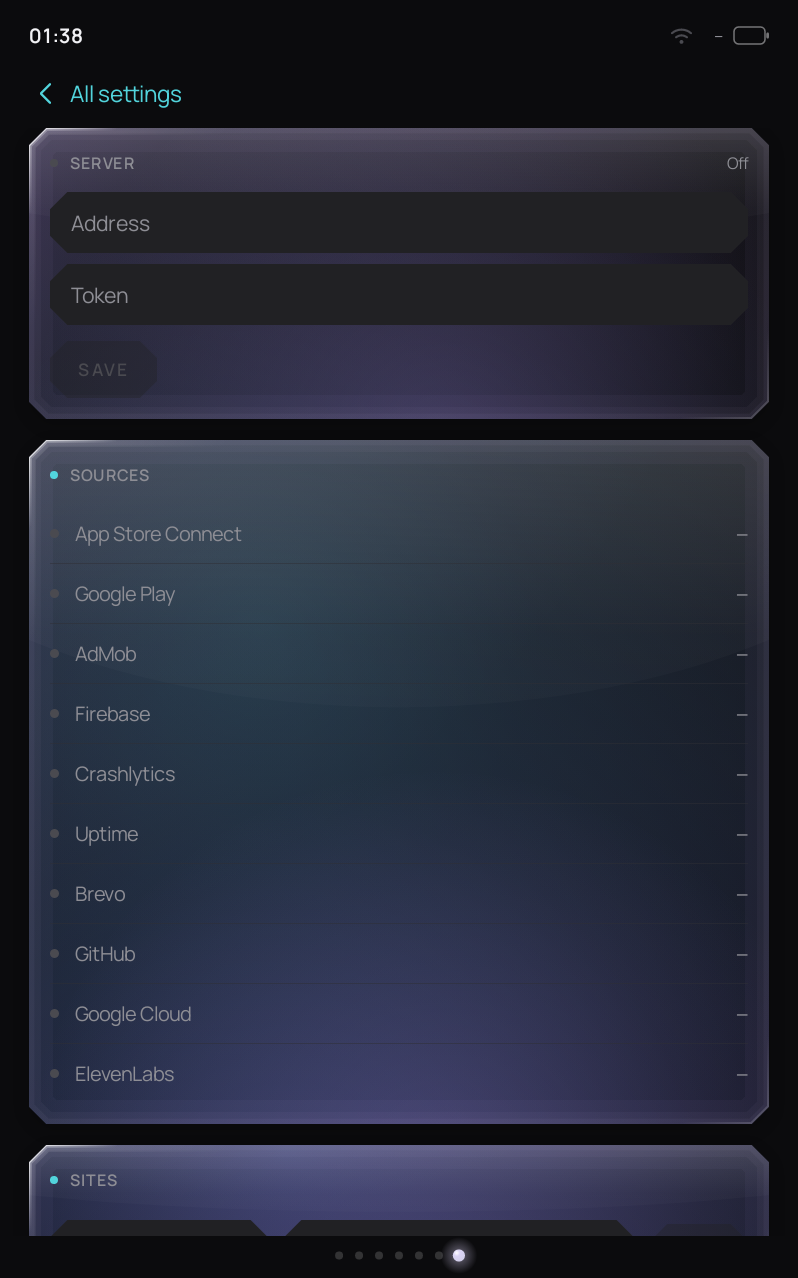 01:38
–
All settings
SERVER Off
Address
Token
SAVE
SOURCES
App Store Connect –
Google Play –
AdMob –
Firebase –
Crashlytics –
Uptime –
Brevo –
GitHub –
Google Cloud –
ElevenLabs –
SITES